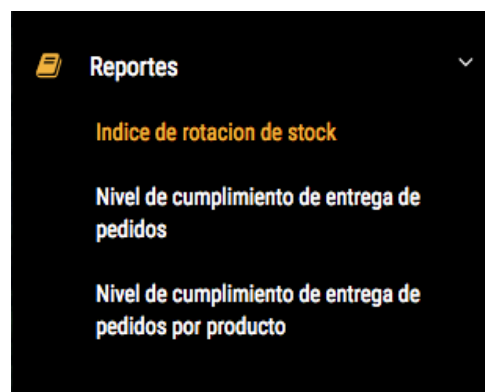 Reportes
Indice de rotacion de stock
Nivel de cumplimiento de entrega de
pedidos
Nivel de cumplimiento de entrega de
pedidos por producto